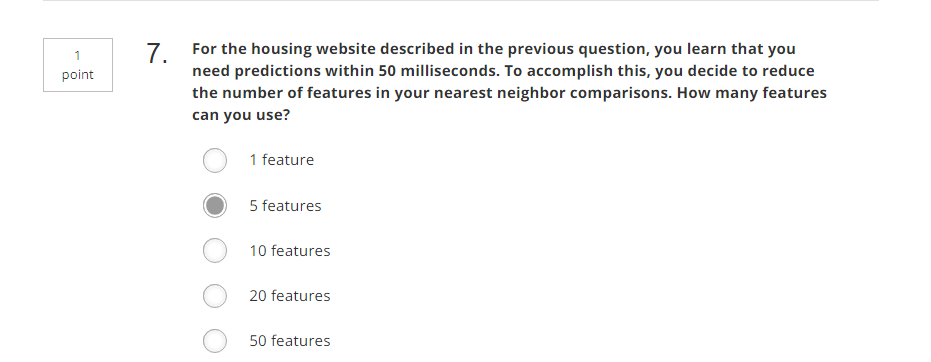 1
point
7.
For the housing website described in the previous question, you learn that you
need predictions within 50 milliseconds. To accomplish this, you decide to reduce
the number of features in your nearest neighbor comparisons. How many features
can you use?
1 feature
5 features
10 features
20 features
50 features